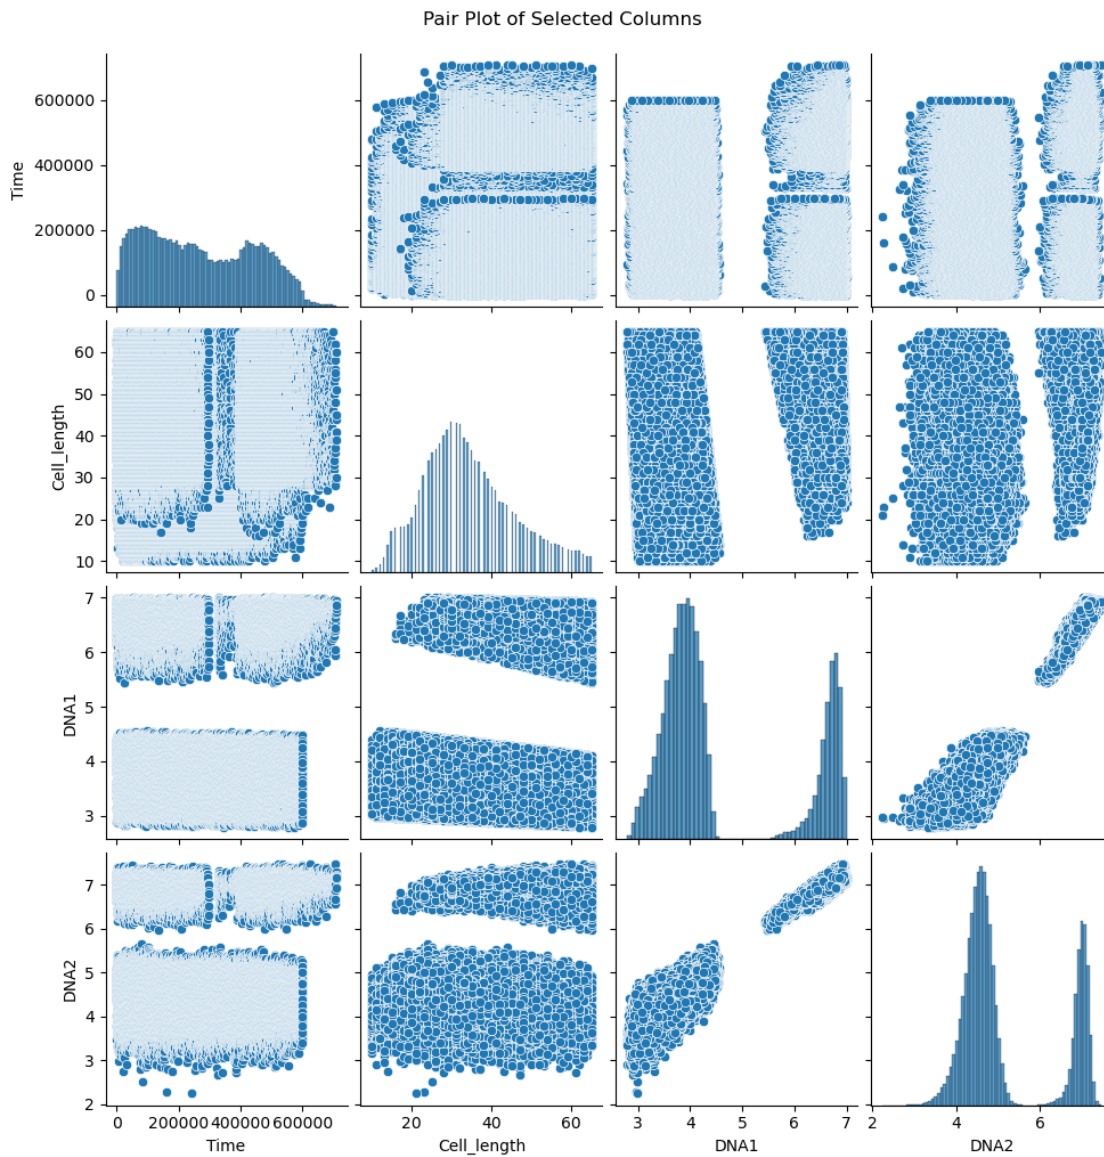 Pair Plot of Selected Columns
600000
400000
200000
0
Time
60
50
40
30
20
10
Cell_length
7
6
5
4
3
DNA1
7
6
5
4
3
2
DNA2
0 200000 400000 600000
20 40 60
3 4 5 6 7
2 4 6
Time Cell_length DNA1 DNA2